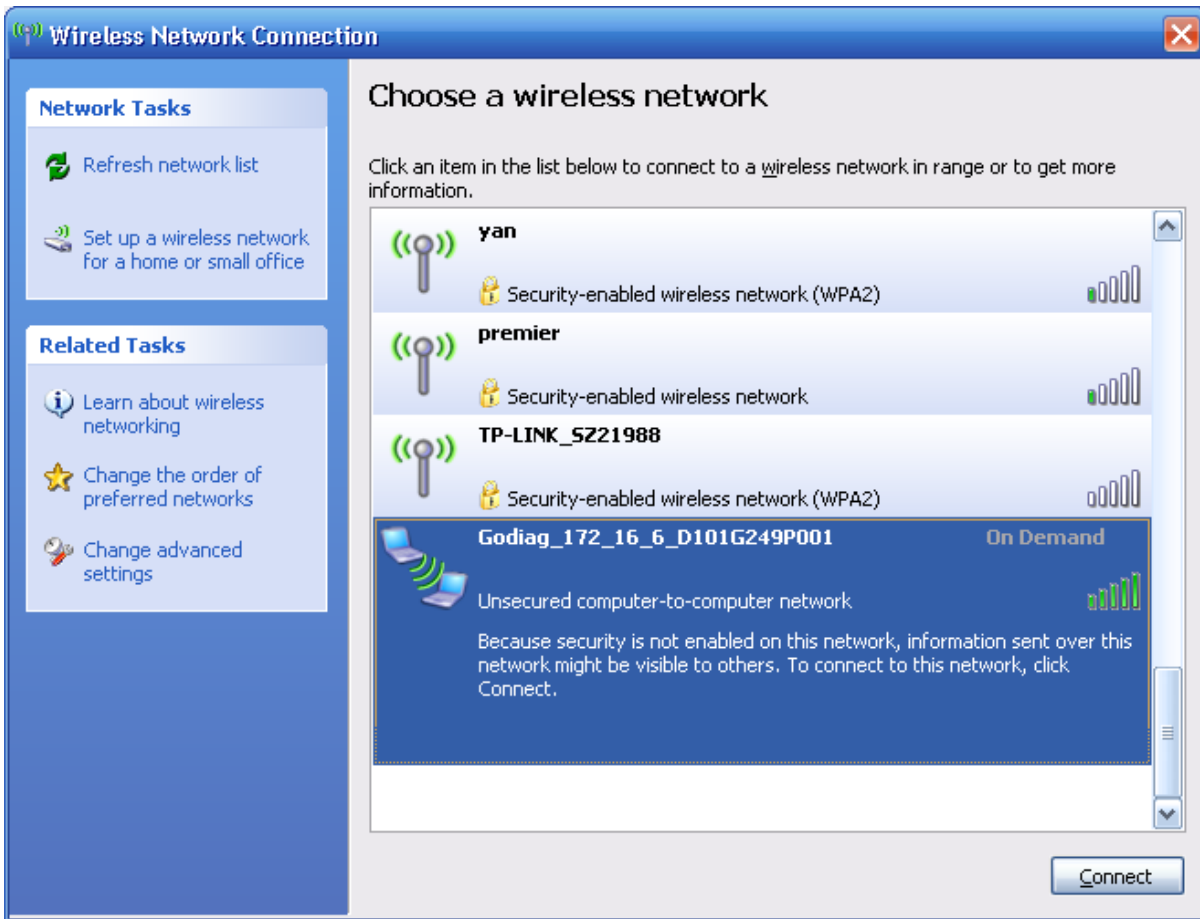 Wireless Network Connection
Network Tasks
Refresh network list
Set up a wireless network
for a home or small office
Related Tasks
Learn about wireless
networking
Change the order of
preferred networks
Change advanced
settings
Choose a wireless network
Click an item in the list below to connect to a wireless network in range or to get more
information.
yan
Security-enabled wireless network (WPA2)
premier
Security-enabled wireless network
TP-LINK_SZ21988
Security-enabled wireless network (WPA2)
Godiag_172_16_6_D101G249P001 On Demand
Unsecured computer-to-computer network
Because security is not enabled on this network, information sent over this
network might be visible to others. To connect to this network, click
Connect.
Connect